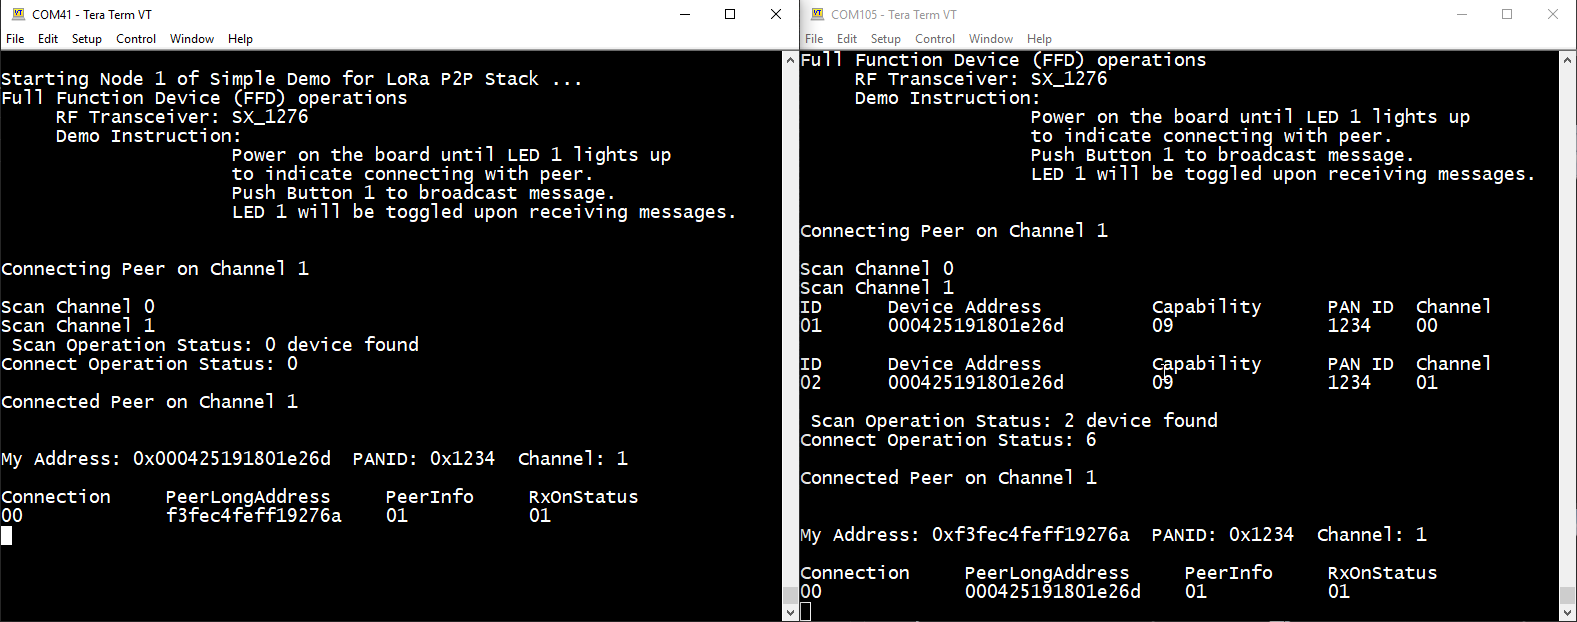 COM41 - Tera Term VT
File Edit Setup Control Window Help
Starting Node 1 of Simple Demo for LoRa P2P Stack ...
Full Function Device (FFD) operations
RF Transceiver: SX_1276
Demo Instruction:
Power on the board until LED 1 lights up
to indicate connecting with peer.
Push Button 1 to broadcast message.
LED 1 will be toggled upon receiving messages.
Connecting Peer on Channel 1
Scan Channel 0
Scan Channel 1
Scan Operation Status: 0 device found
Connect Operation Status: 0
Connected Peer on Channel 1
My Address: 0x000425191801e26d PANID: 0x1234 Channel: 1
Connection PeerLongAddress PeerInfo RxOnStatus
00 f3fec4feff19276a 01 01
COM105 - Tera Term VT
File Edit Setup Control Window Help
Full Function Device (FFD) operations
RF Transceiver: SX_1276
Demo Instruction:
Power on the board until LED 1 lights up
to indicate connecting with peer.
Push Button 1 to broadcast message.
LED 1 will be toggled upon receiving messages.
Connecting Peer on Channel 1
Scan Channel 0
Scan Channel 1
ID Device Address Capability PAN ID Channel
01 000425191801e26d 09 1234 00
ID Device Address Capability PAN ID Channel
02 000425191801e26d 09 1234 01
Scan Operation Status: 2 device found
Connect Operation Status: 6
Connected Peer on Channel 1
My Address: 0xf3fec4feff19276a PANID: 0x1234 Channel: 1
Connection PeerLongAddress PeerInfo RxOnStatus
00 000425191801e26d 01 01